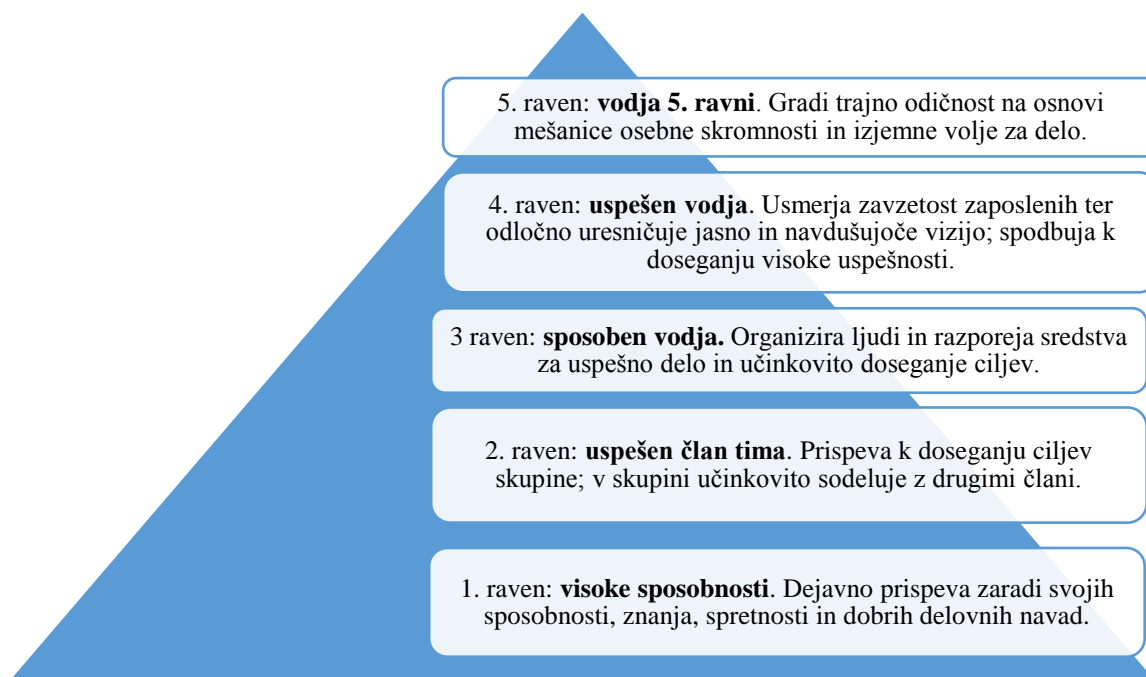 5. raven: vodja 5. ravni. Gradi trajno odičnost na osnovi
mešanice osebne skromnosti in izjemne volje za delo.
4. raven: uspešen vodja. Usmerja zavzetost zaposlenih ter
odločno uresničuje jasno in navdušujoče vizijo; spodbuja k
doseganju visoke uspešnosti.
3 raven: sposoben vodja. Organizira ljudi in razporeja sredstva
za uspešno delo in učinkovito doseganje ciljev.
2. raven: uspešen član tima. Prispeva k doseganju ciljev
skupine; v skupini učinkovito sodeluje z drugimi člani.
1. raven: visoke sposobnosti. Dejavno prispeva zaradi svojih
sposobnosti, znanja, spretnosti in dobrih delovnih navad.